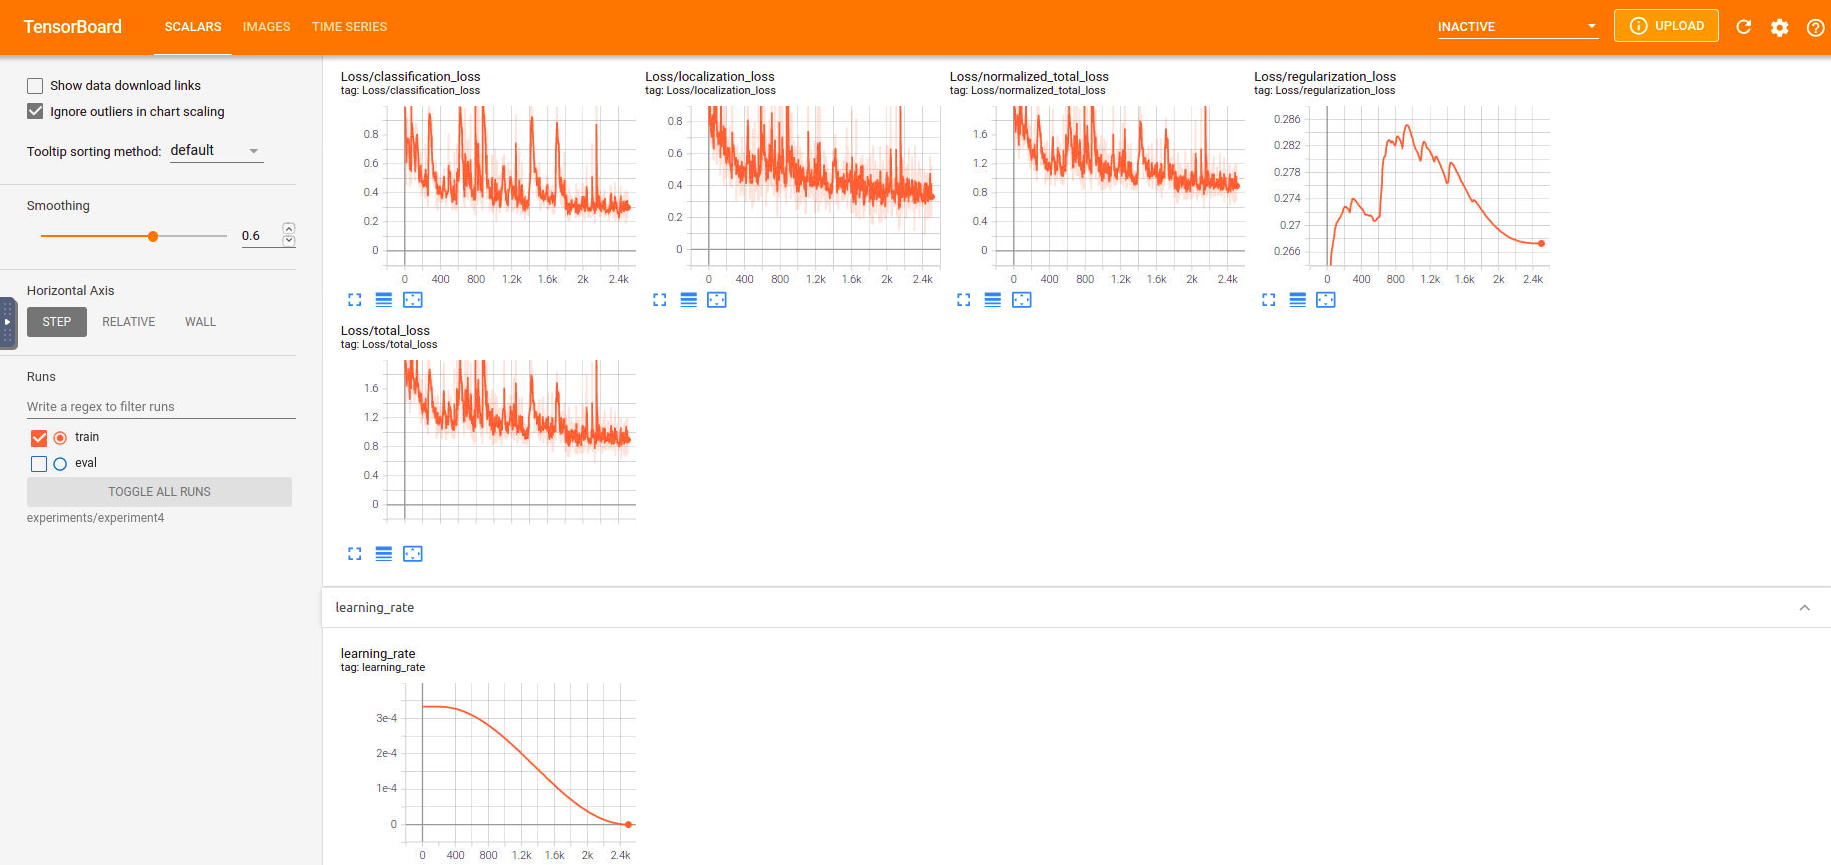 TensorBoard SCALARS IMAGES TIME SERIES INACTIVE UPLOAD
Show data download links
Ignore outliers in chart scaling
Tooltip sorting method: default
Smoothing
0.6
Horizontal Axis
STEP RELATIVE WALL
Runs
Write a regex to filter runs
train
eval
TOGGLE ALL RUNS
experiments/experiment4
Loss/classification_loss
tag: Loss/classification_loss
0.8
0.6
0.4
0.2
0
0 400 800 1.2k 1.6k 2k 2.4k
Loss/localization_loss
tag: Loss/localization_loss
0.8
0.6
0.4
0.2
0
0 400 800 1.2k 1.6k 2k 2.4k
Loss/normalized_total_loss
tag: Loss/normalized_total_loss
1.6
1.2
0.8
0.4
0
0 400 800 1.2k 1.6k 2k 2.4k
Loss/regularization_loss
tag: Loss/regularization_loss
0.286
0.282
0.278
0.274
0.27
0.266
0 400 800 1.2k 1.6k 2k 2.4k
Loss/total_loss
tag: Loss/total_loss
1.6
1.2
0.8
0.4
0
learning_rate
learning_rate
tag: learning_rate
3e-4
2e-4
1e-4
0
0 400 800 1.2k 1.6k 2k 2.4k